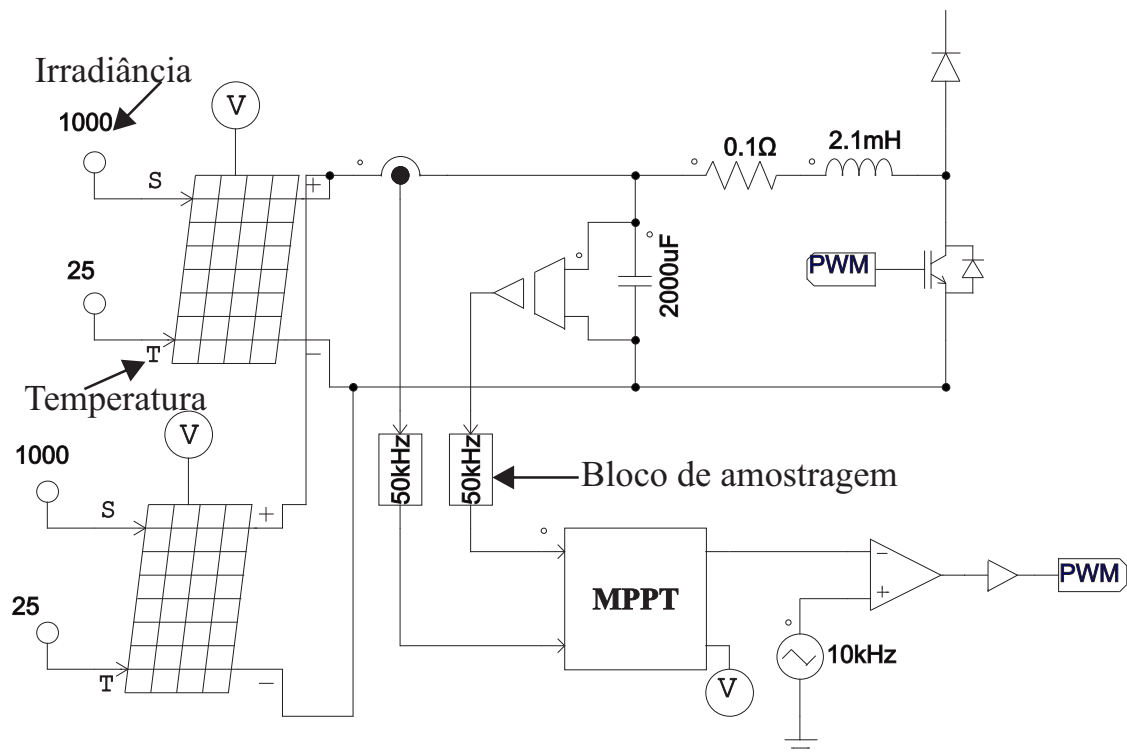 Irradiância
1000
V
S
+
25
T
−
Temperatura
0.1Ω
2.1mH
2000uF
PWM
V
1000
S
+
25
T
−
50kHz
50kHz
Bloco de amostragem
MPPT
V
−
+
10kHz
PWM